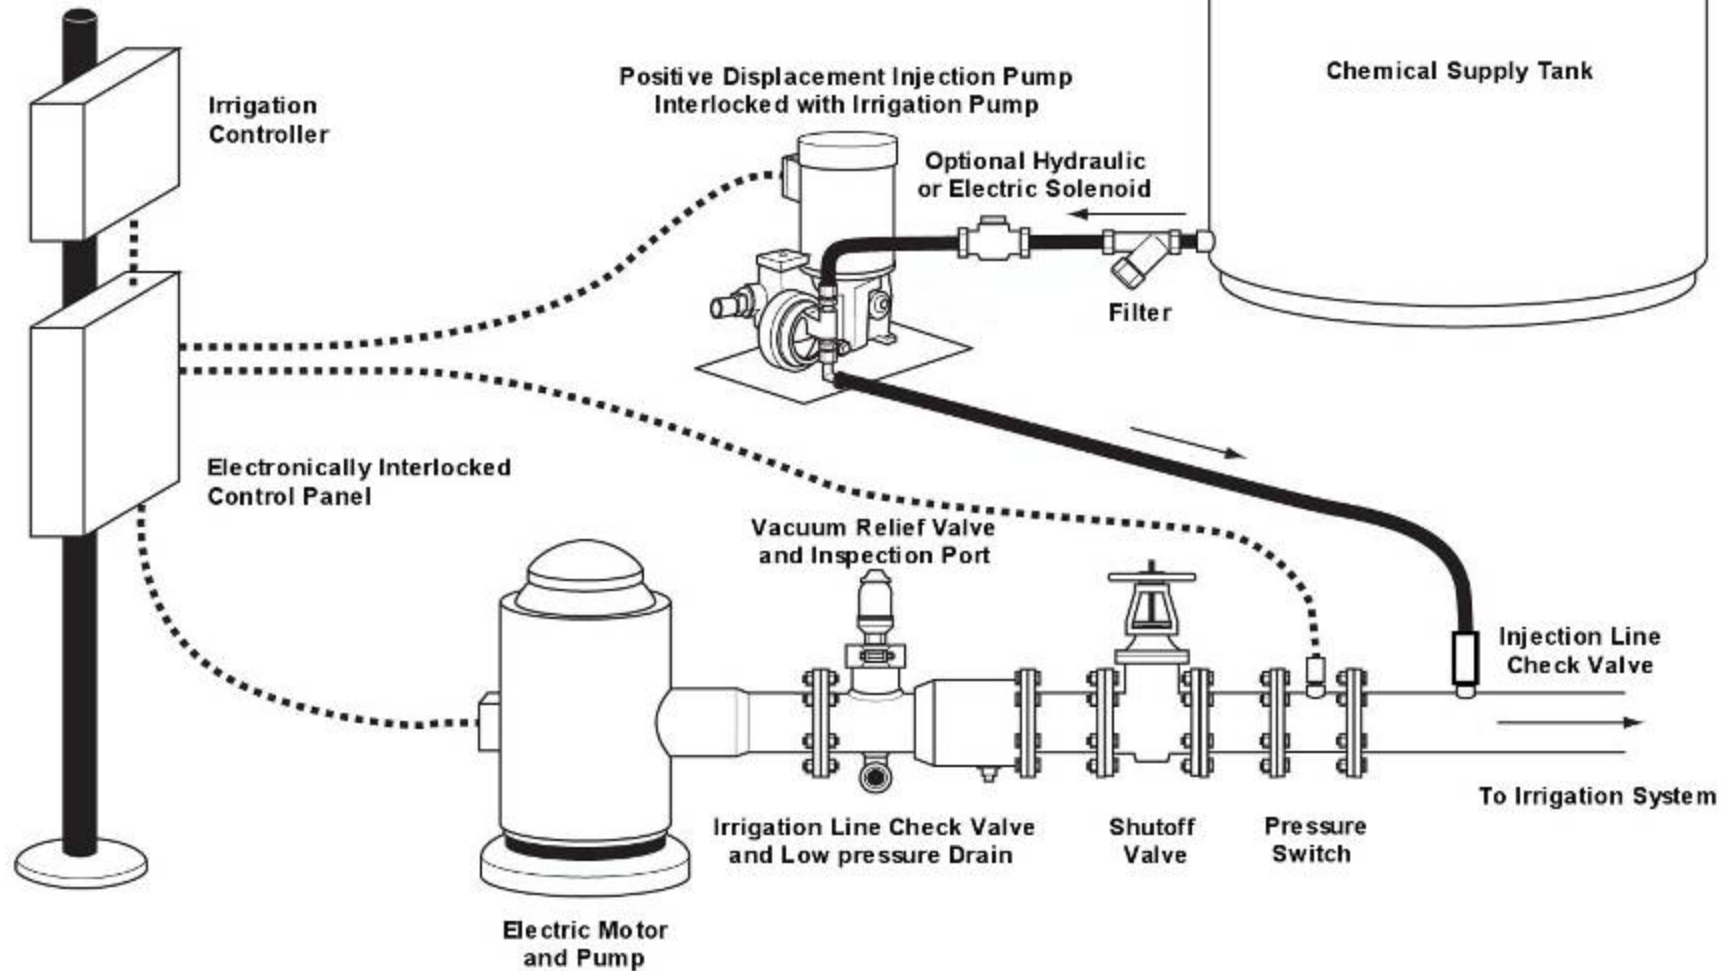 Chemical Supply Tank
Positive Displacement Injection Pump
Interlocked with Irrigation Pump
Irrigation
Controller
Optional Hydraulic
or Electric Solenoid
Filter
Electronically Interlocked
Control Panel
Vacuum Relief Valve
and Inspection Port
Injection Line
Check Valve
To Irrigation System
Irrigation Line Check Valve
and Low pressure Drain
Shutoff
Valve
Pressure
Switch
Electric Motor
and Pump